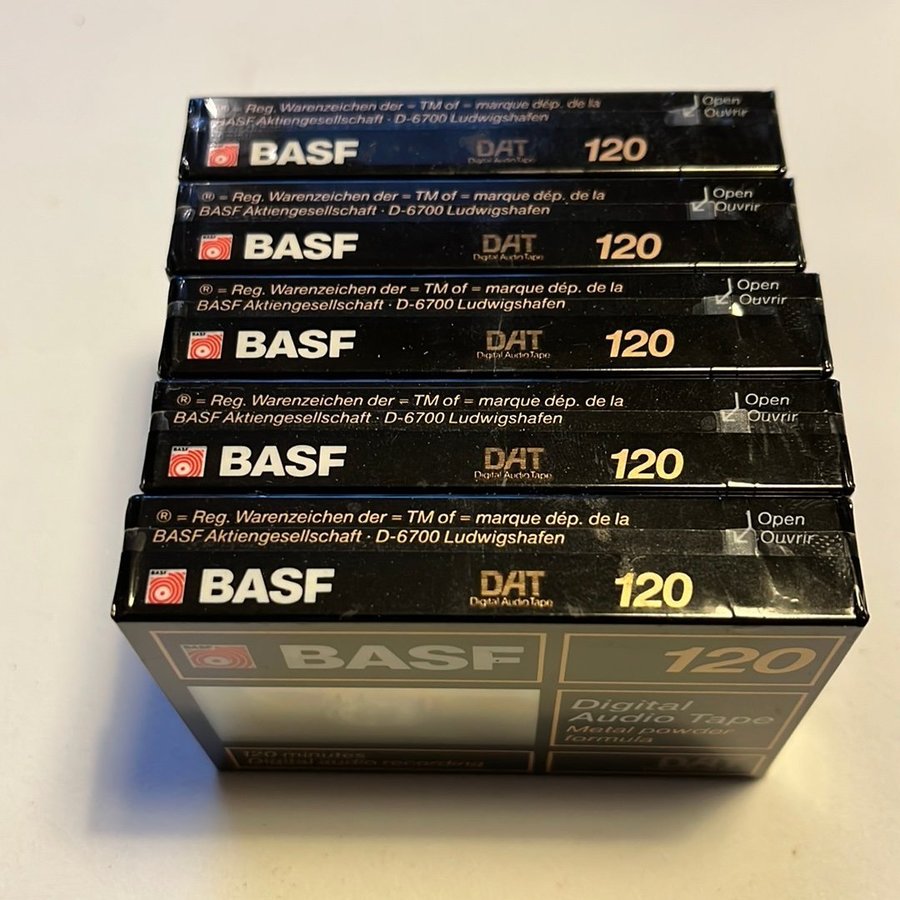 ® = Reg. Warenzeichen der = TM of = marque dép. de la
BASF Aktiengesellschaft · D-6700 Ludwigshafen
Open
Ouvrir
BASF
DAT
Digital Audio Tape
120
® = Reg. Warenzeichen der = TM of = marque dép. de la
BASF Aktiengesellschaft · D-6700 Ludwigshafen
Open
Ouvrir
BASF
DAT
Digital Audio Tape
120
® = Reg. Warenzeichen der = TM of = marque dép. de la
BASF Aktiengesellschaft · D-6700 Ludwigshafen
Open
Ouvrir
BASF
BASF
DAT
Digital Audio Tape
120
® = Reg. Warenzeichen der = TM of = marque dép. de la
BASF Aktiengesellschaft · D-6700 Ludwigshafen
Open
Ouvrir
BASF
BASF
DAT
Digital Audio Tape
120
® = Reg. Warenzeichen der = TM of = marque dép. de la
BASF Aktiengesellschaft · D-6700 Ludwigshafen
Open
Ouvrir
BASF
BASF
DAT
Digital Audio Tape
120
BASF
BASF
120
Digital
Audio Tape
Metal powder
formula
120 minutes
Digital audio recording
DAT